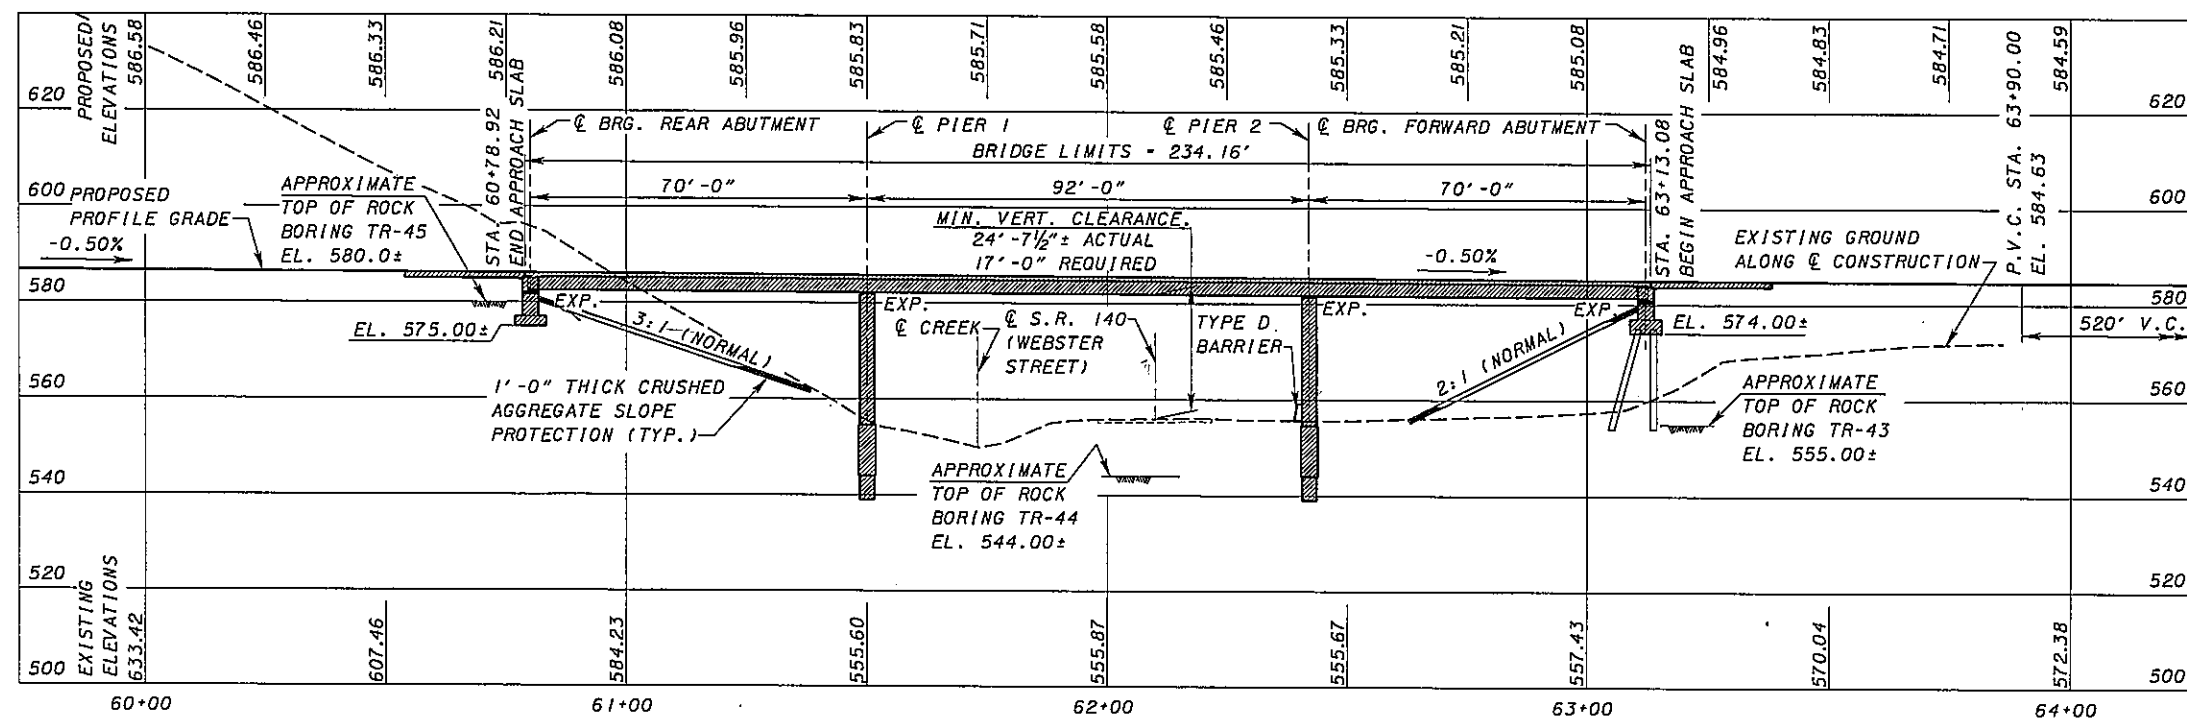 PROPOSED/
ELEVATIONS
586.58
586.46
586.33
586.21
586.08
585.96
585.83
585.71
585.58
585.46
585.33
585.21
585.08
584.96
584.83
584.71
584.59
STA. 60+78.92
END APPROACH SLAB
STA. 63+13.08
BEGIN APPROACH SLAB
P.V.C. STA. 63+90.00
EL. 584.63
620
620
℄ BRG. REAR ABUTMENT
℄ PIER 1
℄ PIER 2
℄ BRG. FORWARD ABUTMENT
BRIDGE LIMITS - 234.16'
70'-0"
92'-0"
70'-0"
600
600
PROPOSED
PROFILE GRADE
-0.50%
APPROXIMATE
TOP OF ROCK
BORING TR-45
EL. 580.0±
MIN. VERT. CLEARANCE.
24'-7½"± ACTUAL
17'-0" REQUIRED
-0.50%
EXISTING GROUND
ALONG ℄ CONSTRUCTION
580
580
EXP.
EXP.
EXP.
EXP.
EL. 575.00±
3:1 (NORMAL)
℄ CREEK
℄ S.R. 140
(WEBSTER
STREET)
TYPE D.
BARRIER
2:1 (NORMAL)
EL. 574.00±
520' V.C.
560
560
1'-0" THICK CRUSHED
AGGREGATE SLOPE
PROTECTION (TYP.)
APPROXIMATE
TOP OF ROCK
BORING TR-44
EL. 544.00±
APPROXIMATE
TOP OF ROCK
BORING TR-43
EL. 555.00±
540
540
520
520
500
500
EXISTING
ELEVATIONS
633.42
607.46
584.23
555.60
555.87
555.67
557.43
570.04
572.38
60+00
61+00
62+00
63+00
64+00